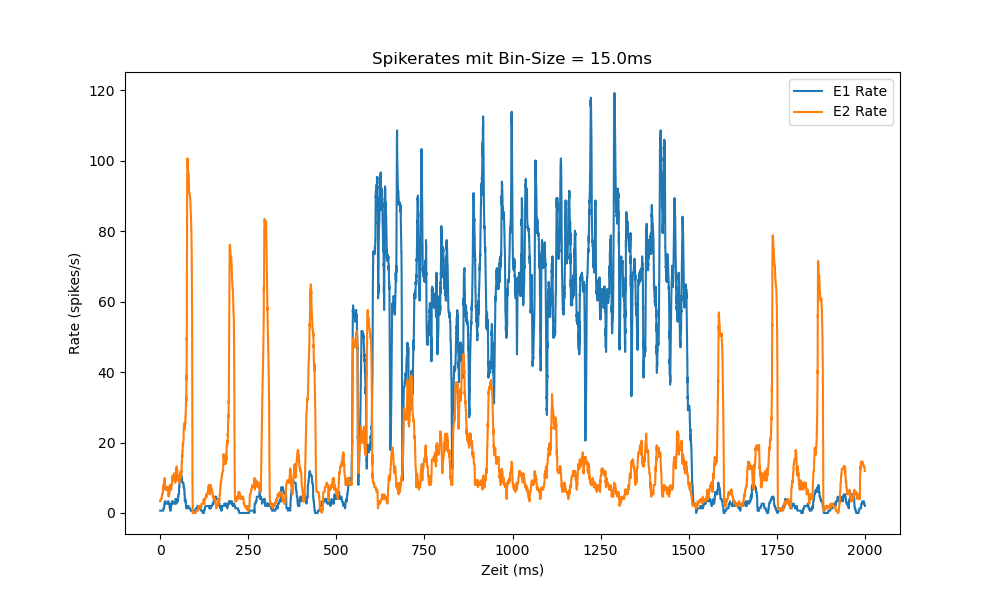 Spikerates mit Bin-Size = 15.0ms
E1 Rate
E2 Rate
120
100
80
60
40
20
0
Rate (spikes/s)
0 250 500 750 1000 1250 1500 1750 2000
Zeit (ms)